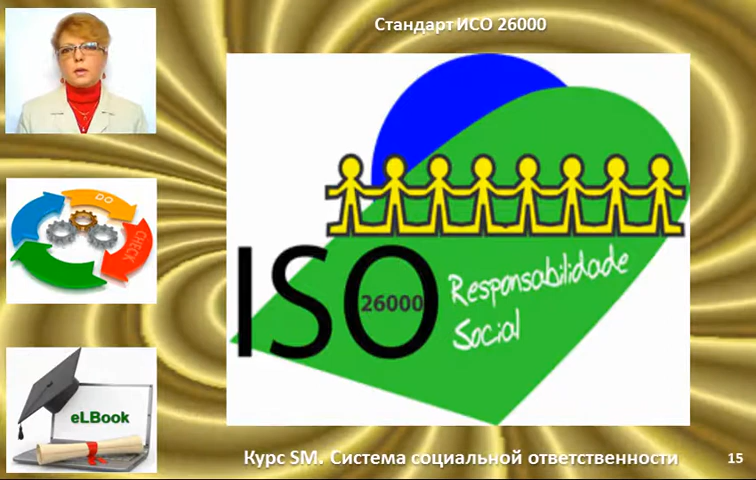 Стандарт ИСО 26000
DO
CHECK
eLBook
ISO
26000
Responsabilidade
Social
Курс SM. Система социальной ответственности
15